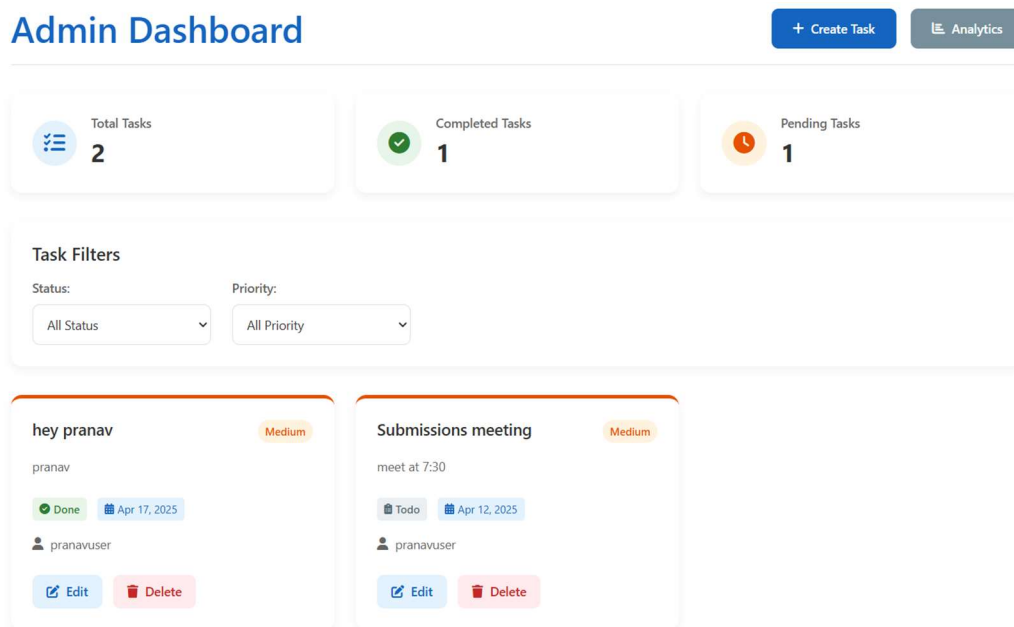 Admin Dashboard
Create Task
Analytics
Total Tasks
2
Completed Tasks
1
Pending Tasks
1
Task Filters
Status:
Priority:
All Status
All Priority
hey pranav
Medium
pranav
Done
Apr 17, 2025
pranavuser
Edit
Delete
Submissions meeting
Medium
meet at 7:30
Todo
Apr 12, 2025
pranavuser
Edit
Delete